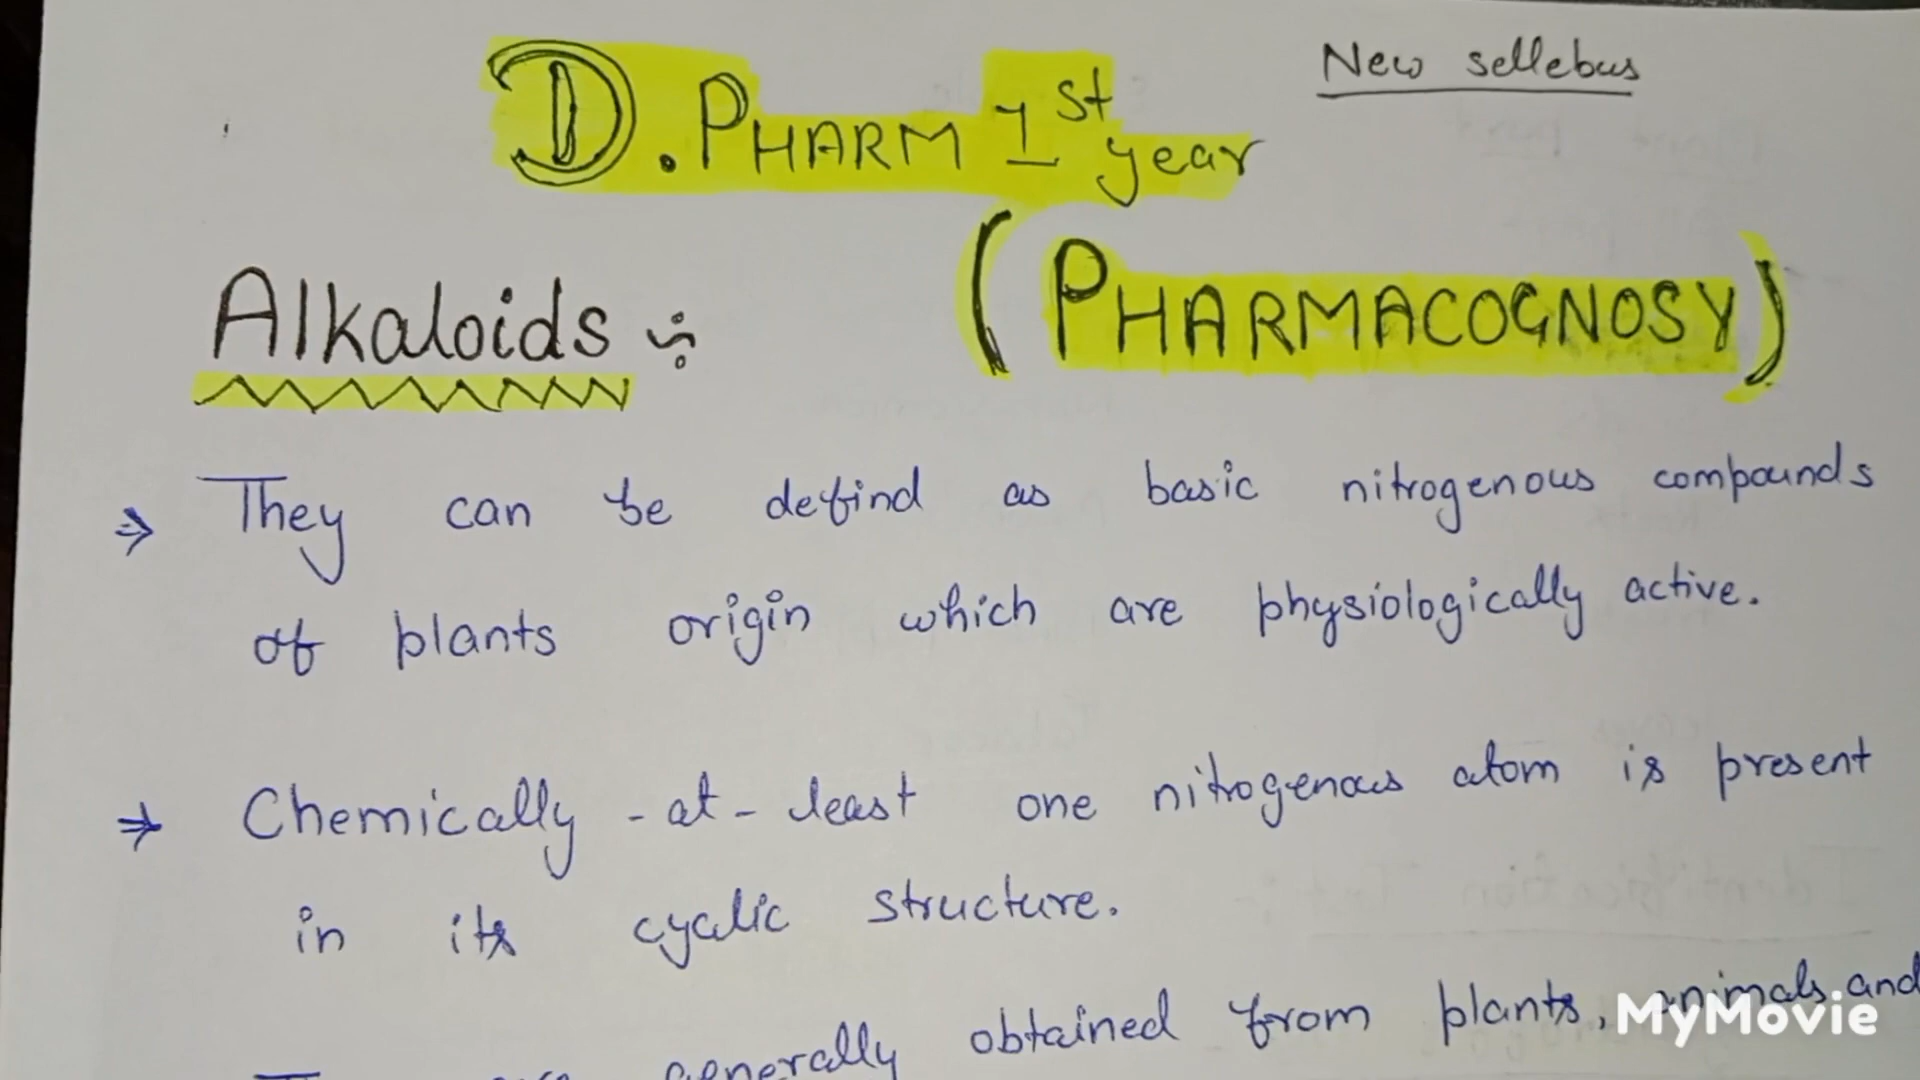 New sellebus
D. PHARM 1st year
(PHARMACOGNOSY)
Alkaloids :~
⇒ They can be defind as basic nitrogenous compounds
of plants origin which are physiologically active.
⇒ Chemically -at- least one nitrogenous atom is present
in its cyclic structure.
generally obtained from plants, animals and
MyMovie